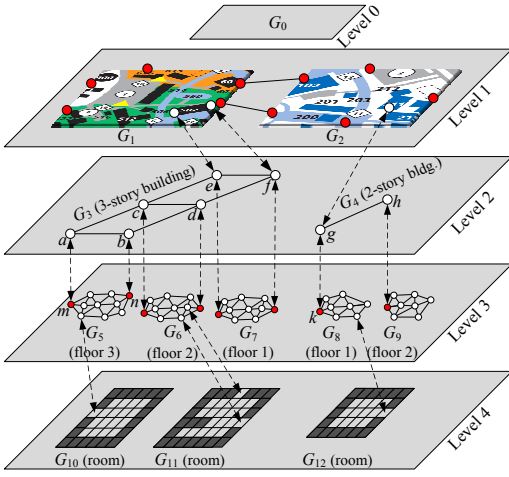 G0
Level 0
G1
G2
Level 1
G3 (3-story building)
G4 (2-story bldg.)
e
f
c
d
h
a
b
g
Level 2
m
n
k
G5
G6
G7
G8
G9
(floor 3)
(floor 2)
(floor 1)
(floor 1)
(floor 2)
Level 3
G10 (room)
G11 (room)
G12 (room)
Level 4